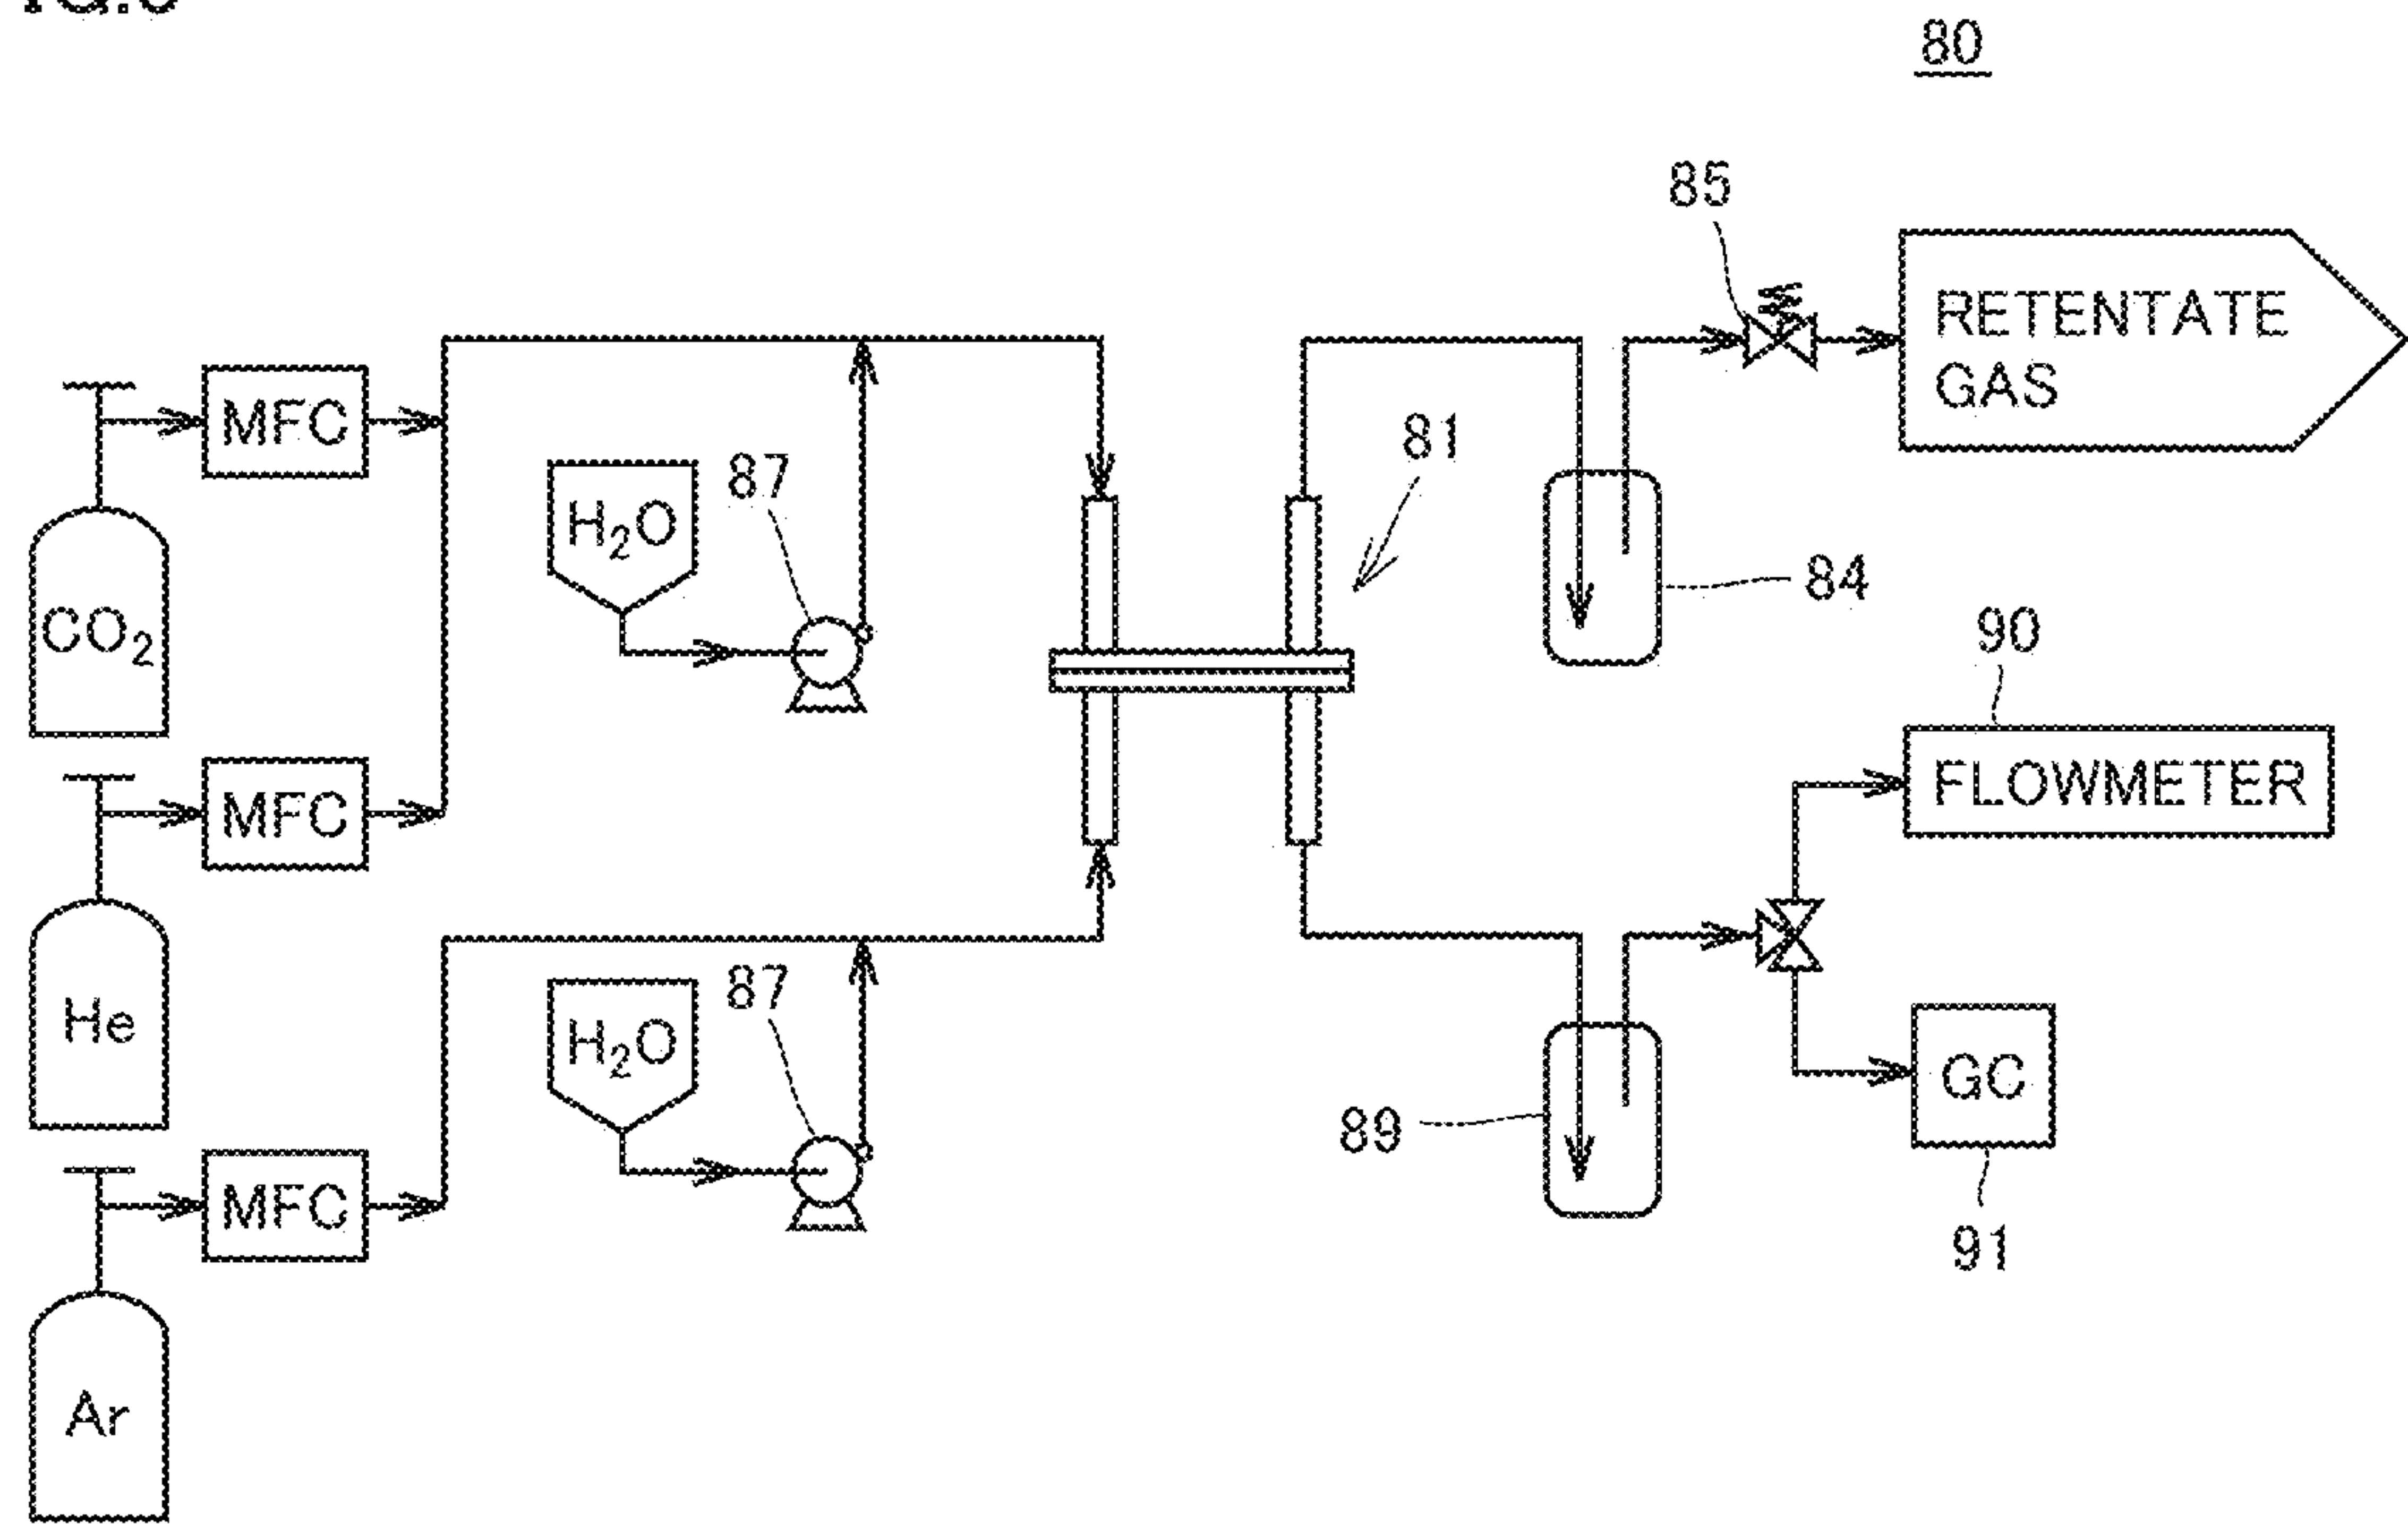 80
85
RETENTATE
GAS
MFC
81
87
H₂O
84
CO₂
90
MFC
FLOWMETER
He
87
H₂O
GC
89
MFC
91
Ar